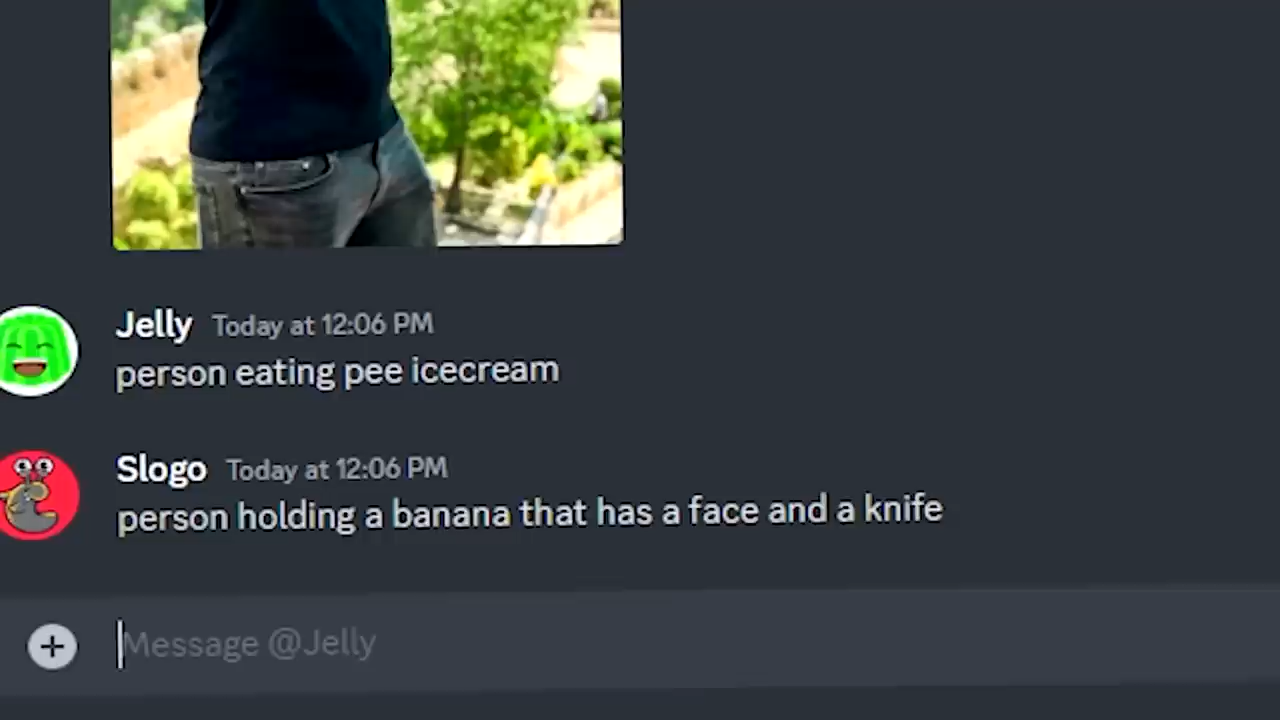 Jelly Today at 12:06 PM
person eating pee icecream
Slogo Today at 12:06 PM
person holding a banana that has a face and a knife
Message @Jelly